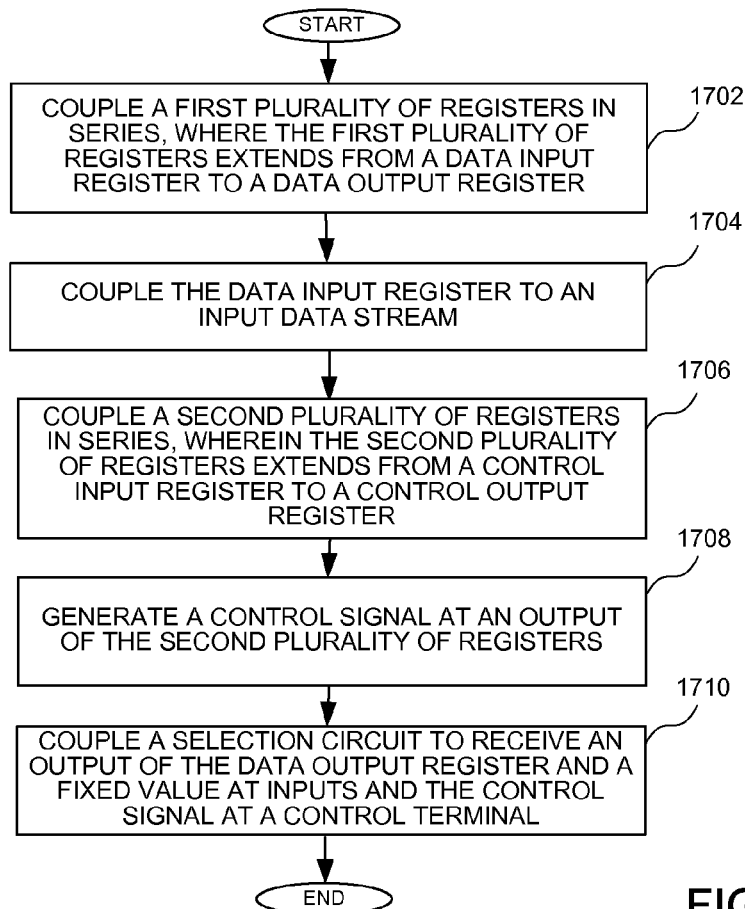 START
COUPLE A FIRST PLURALITY OF REGISTERS IN
SERIES, WHERE THE FIRST PLURALITY OF
REGISTERS EXTENDS FROM A DATA INPUT
REGISTER TO A DATA OUTPUT REGISTER
1702
COUPLE THE DATA INPUT REGISTER TO AN
INPUT DATA STREAM
1704
COUPLE A SECOND PLURALITY OF REGISTERS
IN SERIES, WHEREIN THE SECOND PLURALITY
OF REGISTERS EXTENDS FROM A CONTROL
INPUT REGISTER TO A CONTROL OUTPUT
REGISTER
1706
GENERATE A CONTROL SIGNAL AT AN OUTPUT
OF THE SECOND PLURALITY OF REGISTERS
1708
COUPLE A SELECTION CIRCUIT TO RECEIVE AN
OUTPUT OF THE DATA OUTPUT REGISTER AND A
FIXED VALUE AT INPUTS AND THE CONTROL
SIGNAL AT A CONTROL TERMINAL
1710
END
FIG